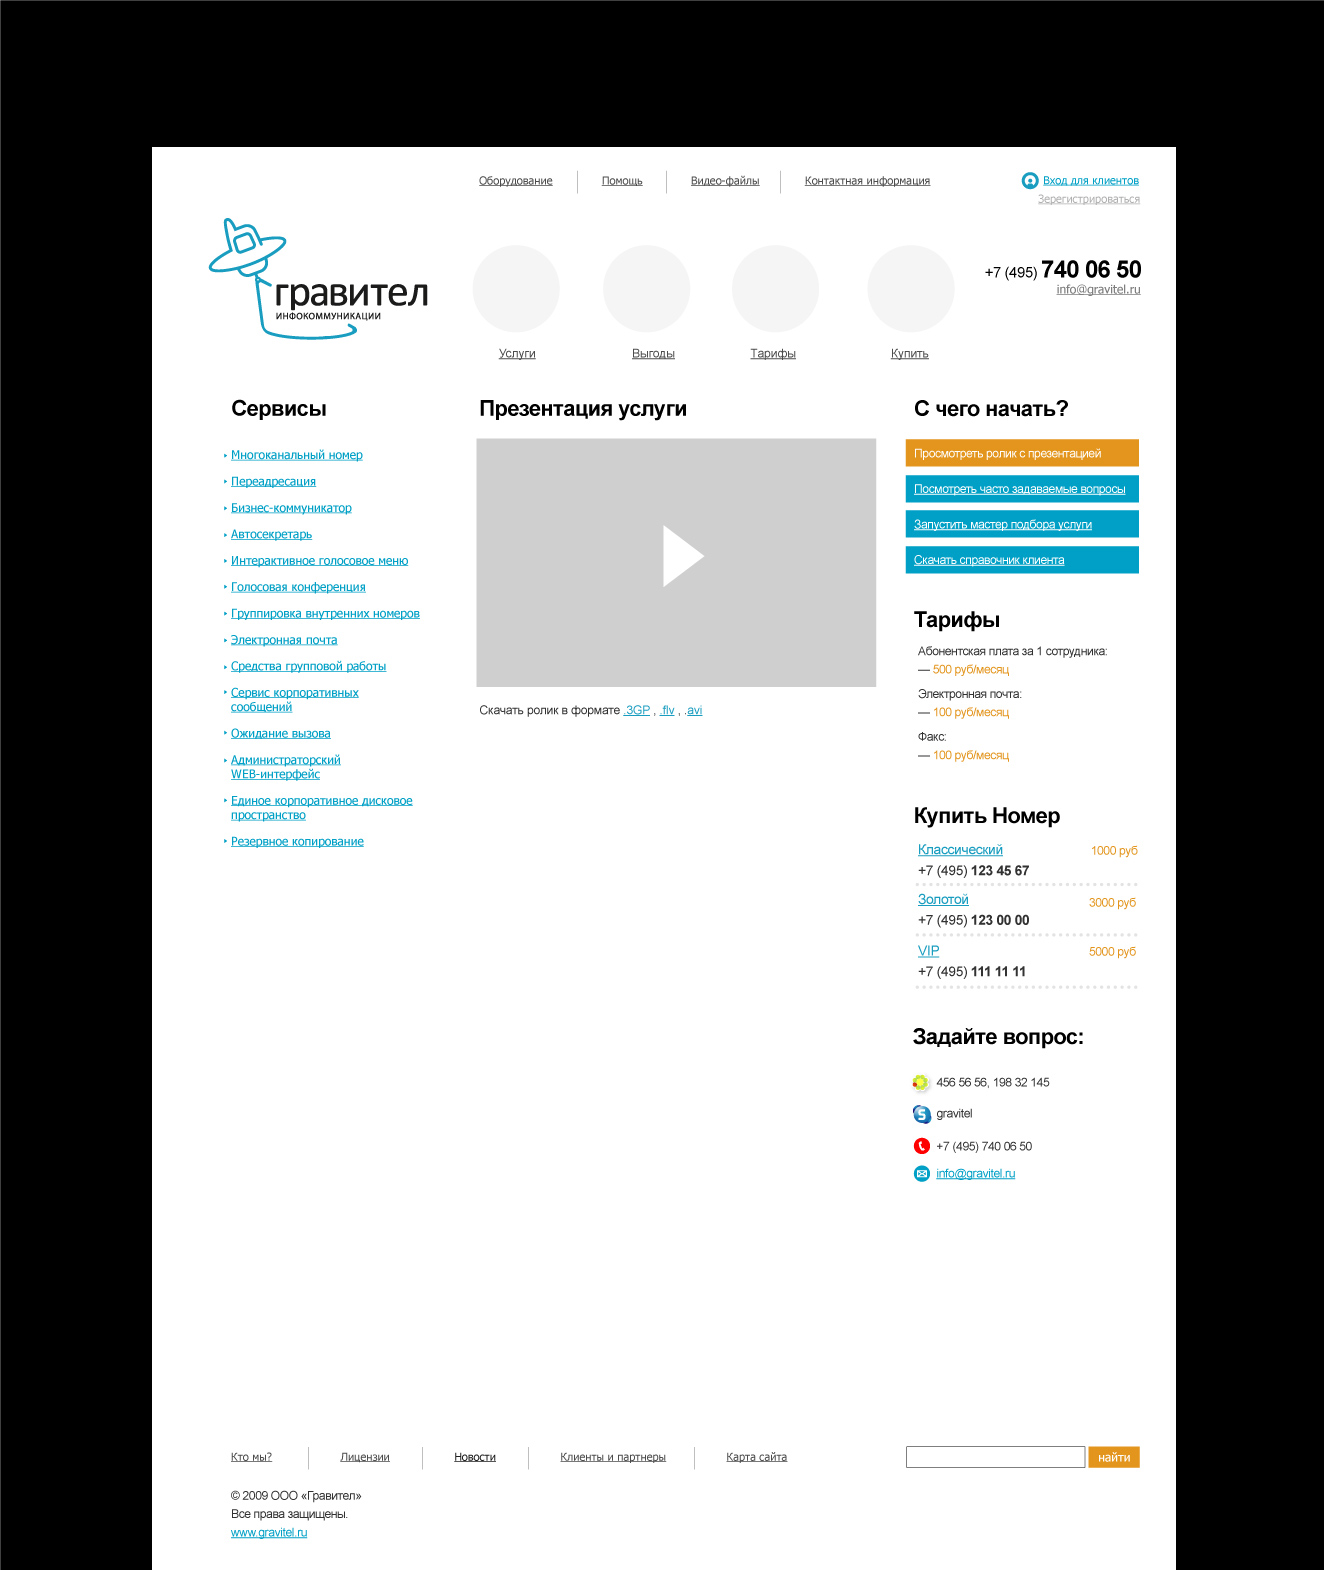 Оборудование
Помощь
Видео-файлы
Контактная информация
Вход для клиентов
Зерегистрироваться
гравител
ИНФОКОММУНИКАЦИИ
+7 (495) 740 06 50
info@gravitel.ru
Услуги
Выгоды
Тарифы
Купить
Сервисы
Многоканальный номер
Переадресация
Бизнес-коммуникатор
Автосекретарь
Интерактивное голосовое меню
Голосовая конференция
Группировка внутренних номеров
Электронная почта
Средства групповой работы
Сервис корпоративных
сообщений
Ожидание вызова
Администраторский
WEB-интерфейс
Единое корпоративное дисковое
пространство
Резервное копирование
Презентация услуги
Скачать ролик в формате .3GP , .flv , .avi
С чего начать?
Просмотреть ролик с презентацией
Посмотреть часто задаваемые вопросы
Запустить мастер подбора услуги
Скачать справочник клиента
Тарифы
Абонентская плата за 1 сотрудника:
— 500 руб/месяц
Электронная почта:
— 100 руб/месяц
Факс:
— 100 руб/месяц
Купить Номер
Классический 1000 руб
+7 (495) 123 45 67
Золотой 3000 руб
+7 (495) 123 00 00
VIP 5000 руб
+7 (495) 111 11 11
Задайте вопрос:
456 56 56, 198 32 145
gravitel
+7 (495) 740 06 50
info@gravitel.ru
Кто мы?
Лицензии
Новости
Клиенты и партнеры
Карта сайта
найти
© 2009 ООО «Гравител»
Все права защищены.
www.gravitel.ru